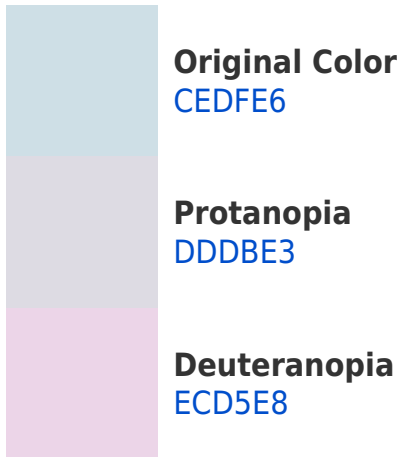 Original Color
CEDFE6
Protanopia
DDDBE3
Deuteranopia
ECD5E8